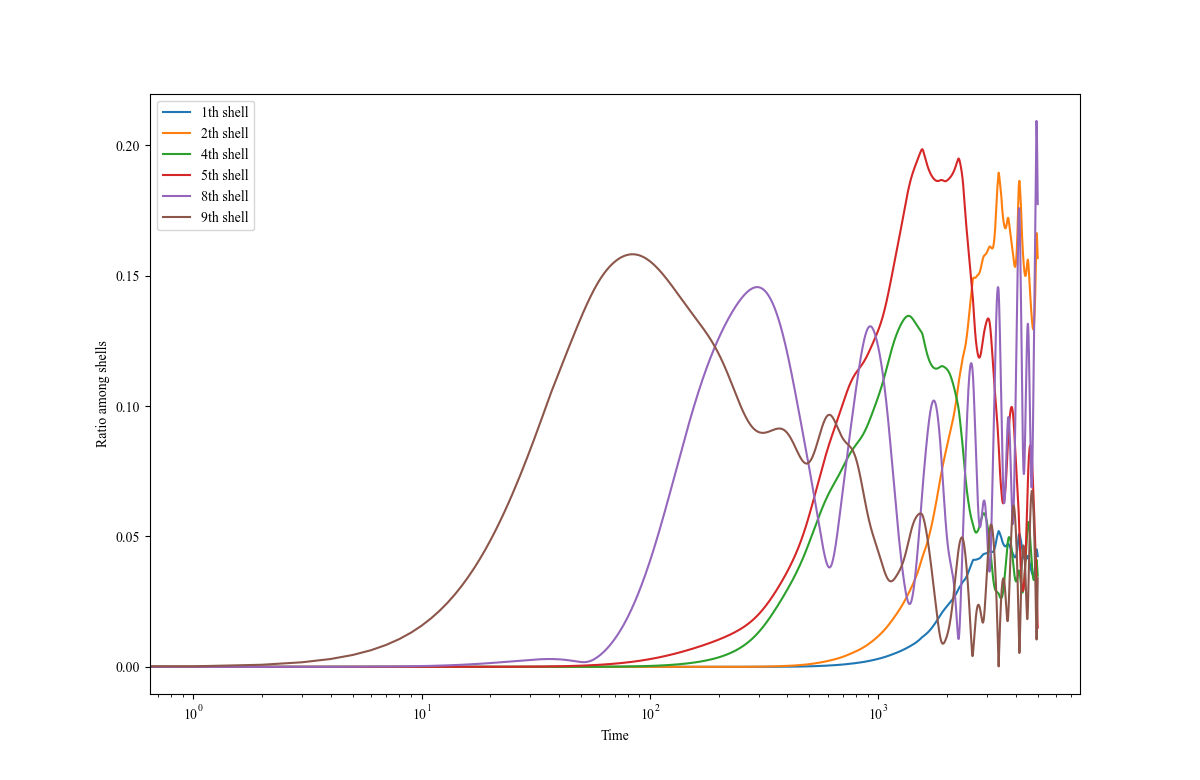 1th shell
2th shell
4th shell
5th shell
8th shell
9th shell
0.20
0.15
0.10
0.05
0.00
Ratio among shells
10⁰ 10¹ 10² 10³
Time